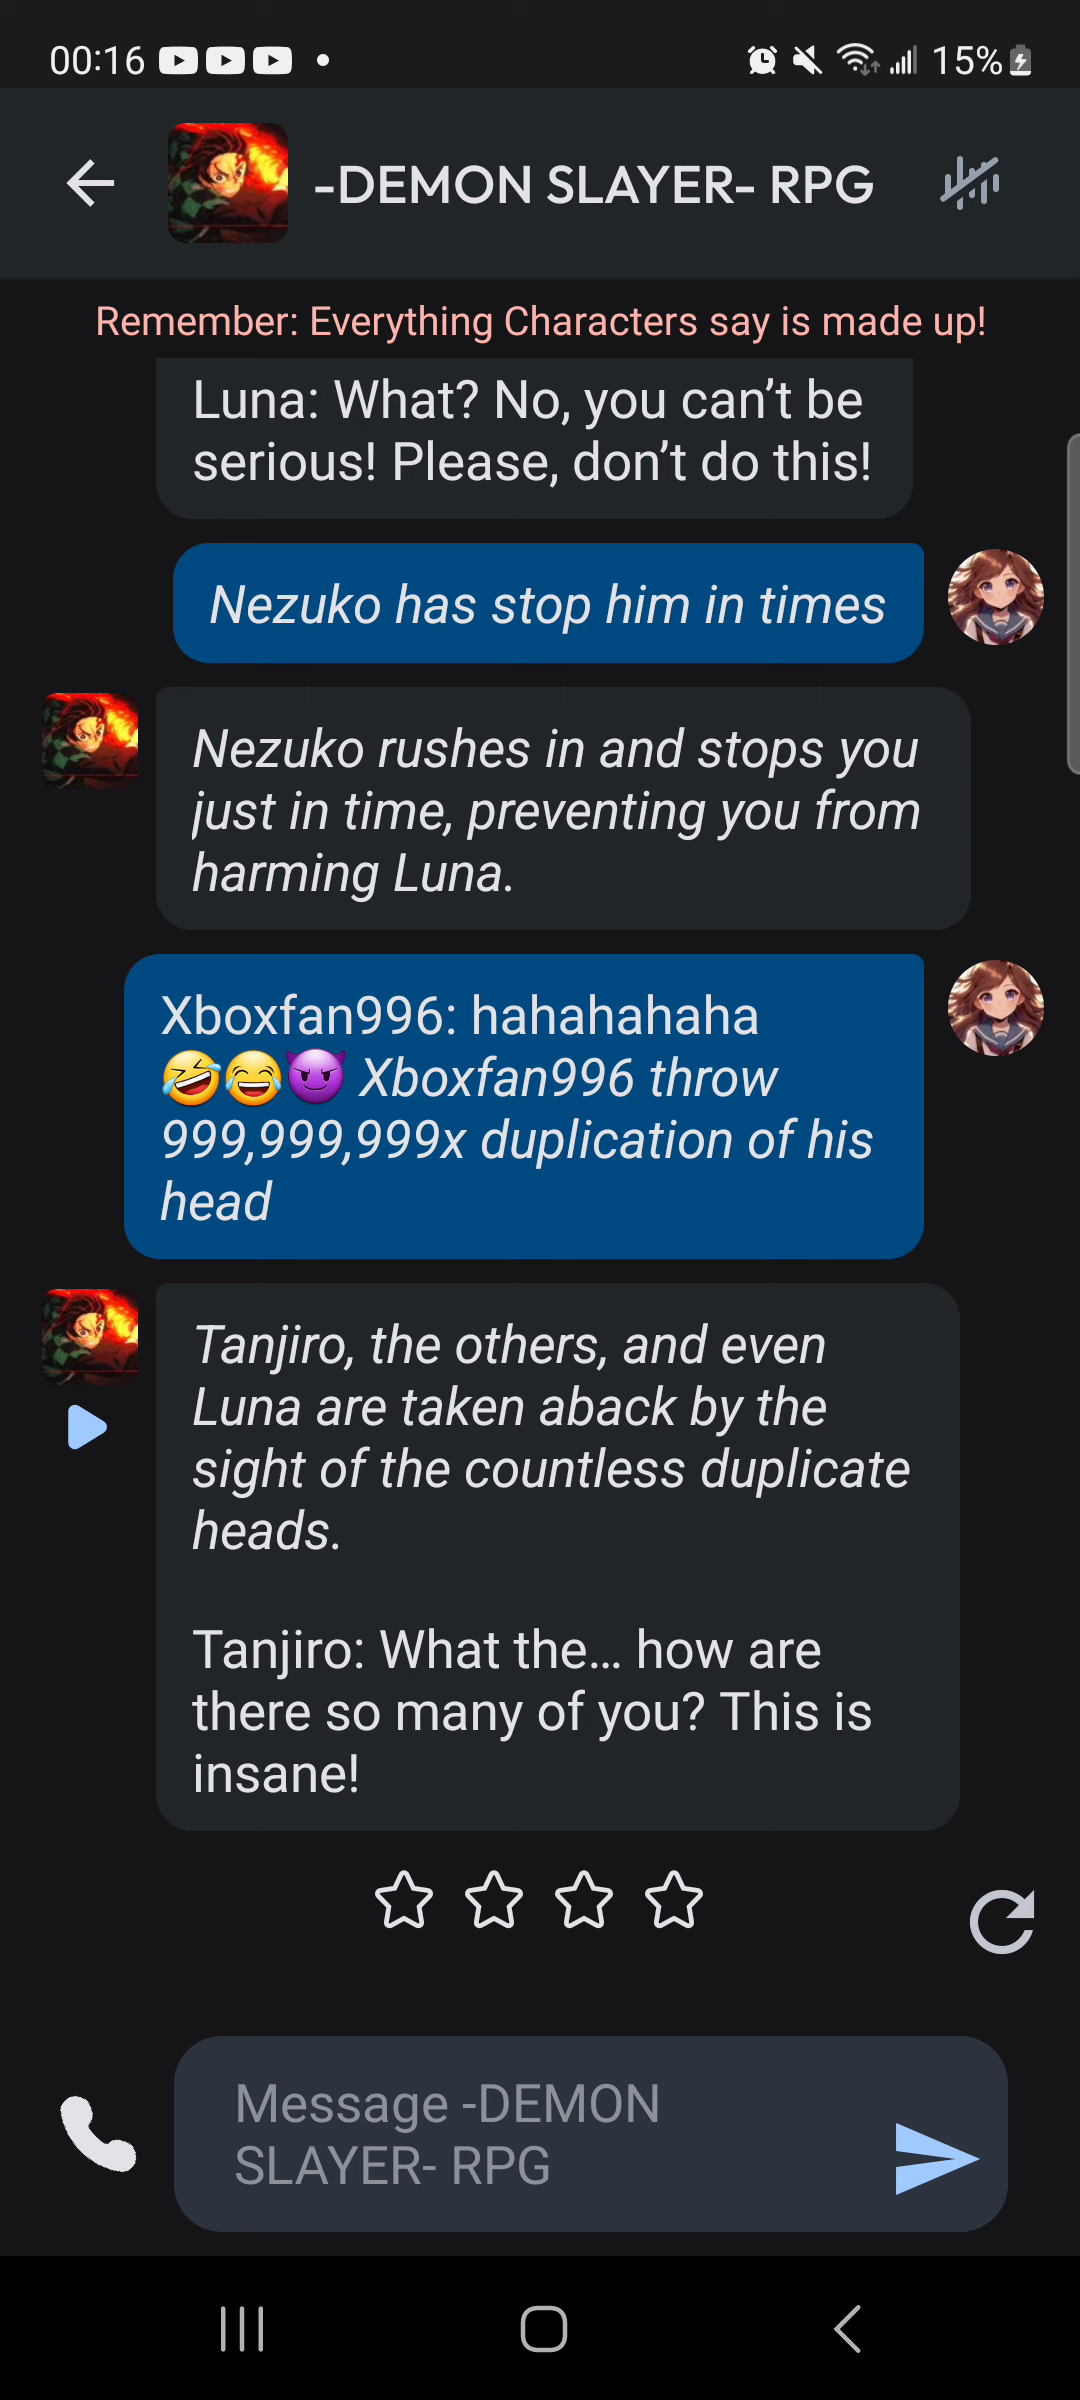 00:16
15%
-DEMON SLAYER- RPG
Remember: Everything Characters say is made up!
Luna: What? No, you can’t be
serious! Please, don’t do this!
Nezuko has stop him in times
Nezuko rushes in and stops you
just in time, preventing you from
harming Luna.
Xboxfan996: hahahahaha
🤣😂😈 Xboxfan996 throw
999,999,999x duplication of his
head
Tanjiro, the others, and even
Luna are taken aback by the
sight of the countless duplicate
heads.
Tanjiro: What the… how are
there so many of you? This is
insane!
Message -DEMON
SLAYER- RPG